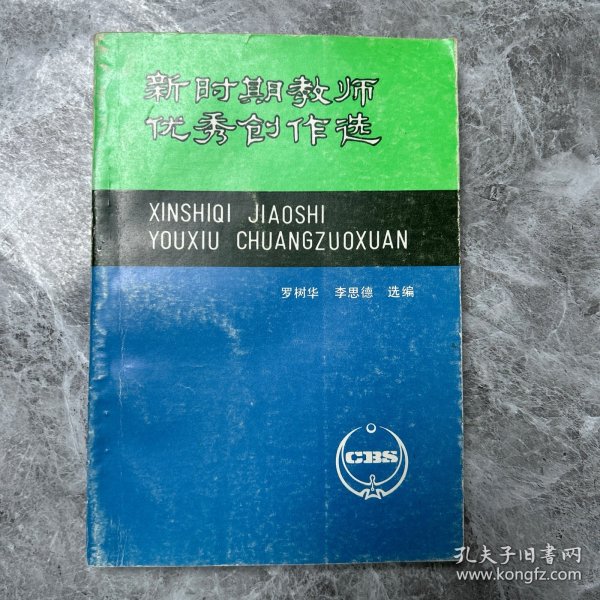 新时期教师
优秀创作选
XINSHIQI JIAOSHI
YOUXIU CHUANGZUOXUAN
罗树华 李思德 选编
CBS
孔夫子旧書网
www.kongfz.com